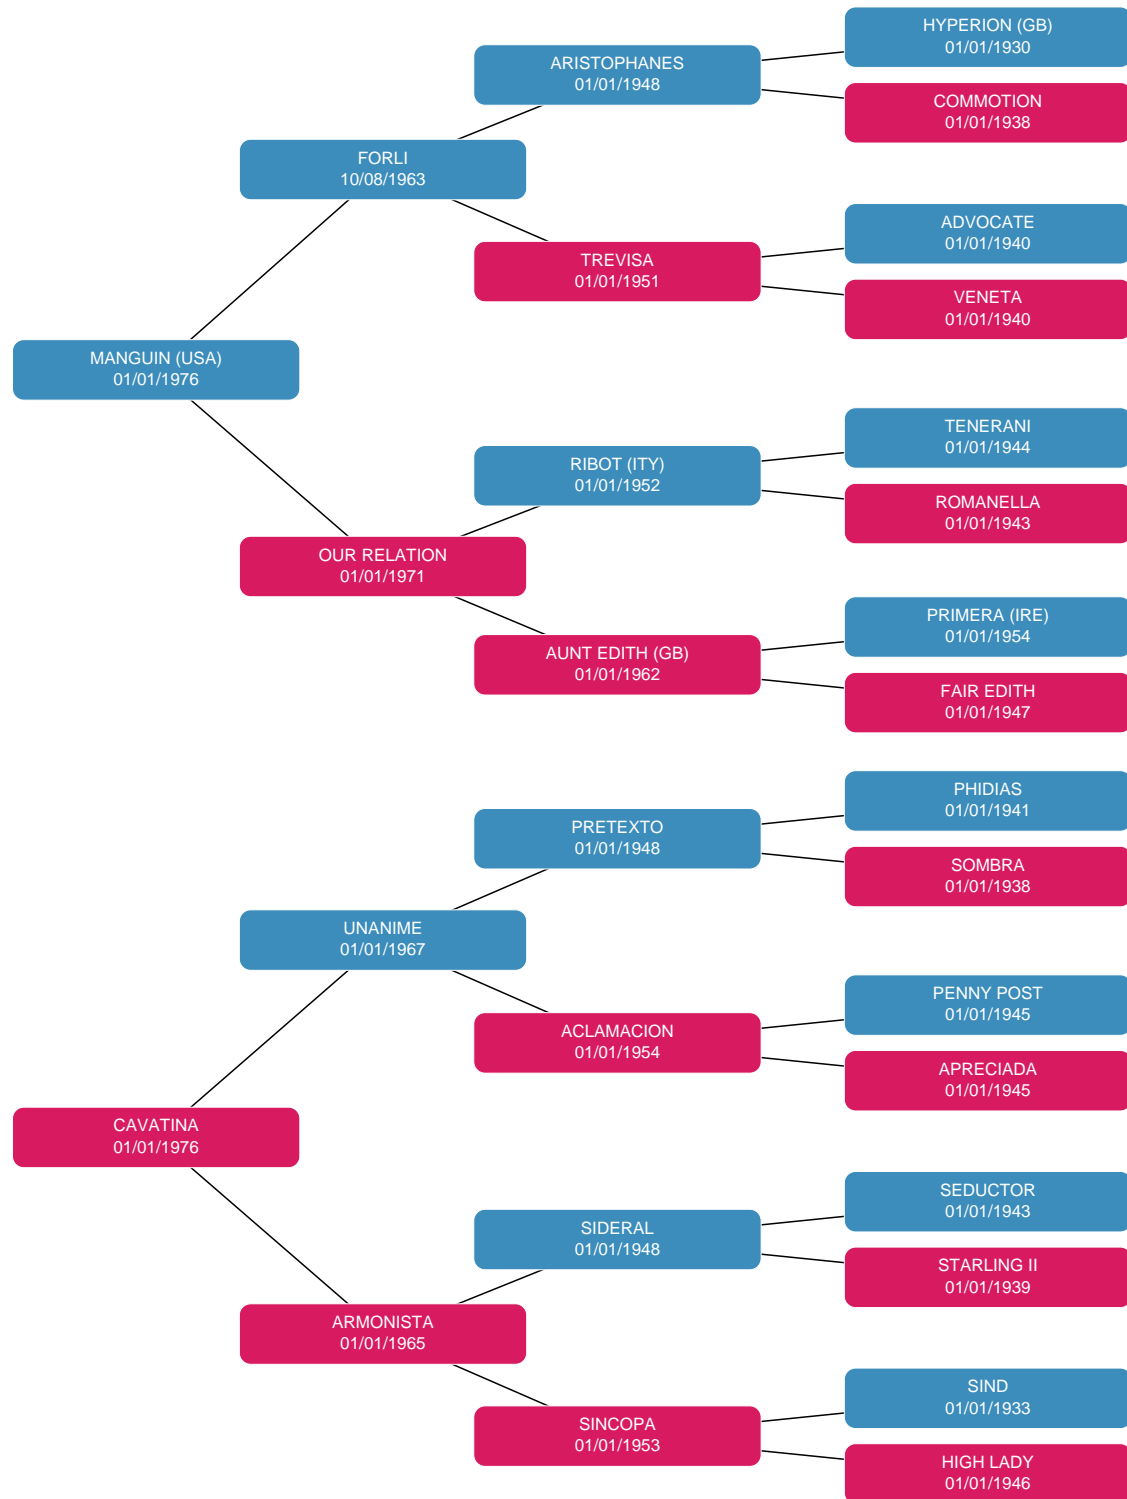 HYPERION (GB)
01/01/1930
ARISTOPHANES
01/01/1948
COMMOTION
01/01/1938
FORLI
10/08/1963
ADVOCATE
01/01/1940
TREVISA
01/01/1951
VENETA
01/01/1940
MANGUIN (USA)
01/01/1976
TENERANI
01/01/1944
RIBOT (ITY)
01/01/1952
ROMANELLA
01/01/1943
OUR RELATION
01/01/1971
PRIMERA (IRE)
01/01/1954
AUNT EDITH (GB)
01/01/1962
FAIR EDITH
01/01/1947
PHIDIAS
01/01/1941
PRETEXTO
01/01/1948
SOMBRA
01/01/1938
UNANIME
01/01/1967
PENNY POST
01/01/1945
ACLAMACION
01/01/1954
APRECIADA
01/01/1945
CAVATINA
01/01/1976
SEDUCTOR
01/01/1943
SIDERAL
01/01/1948
STARLING II
01/01/1939
ARMONISTA
01/01/1965
SIND
01/01/1933
SINCOPA
01/01/1953
HIGH LADY
01/01/1946